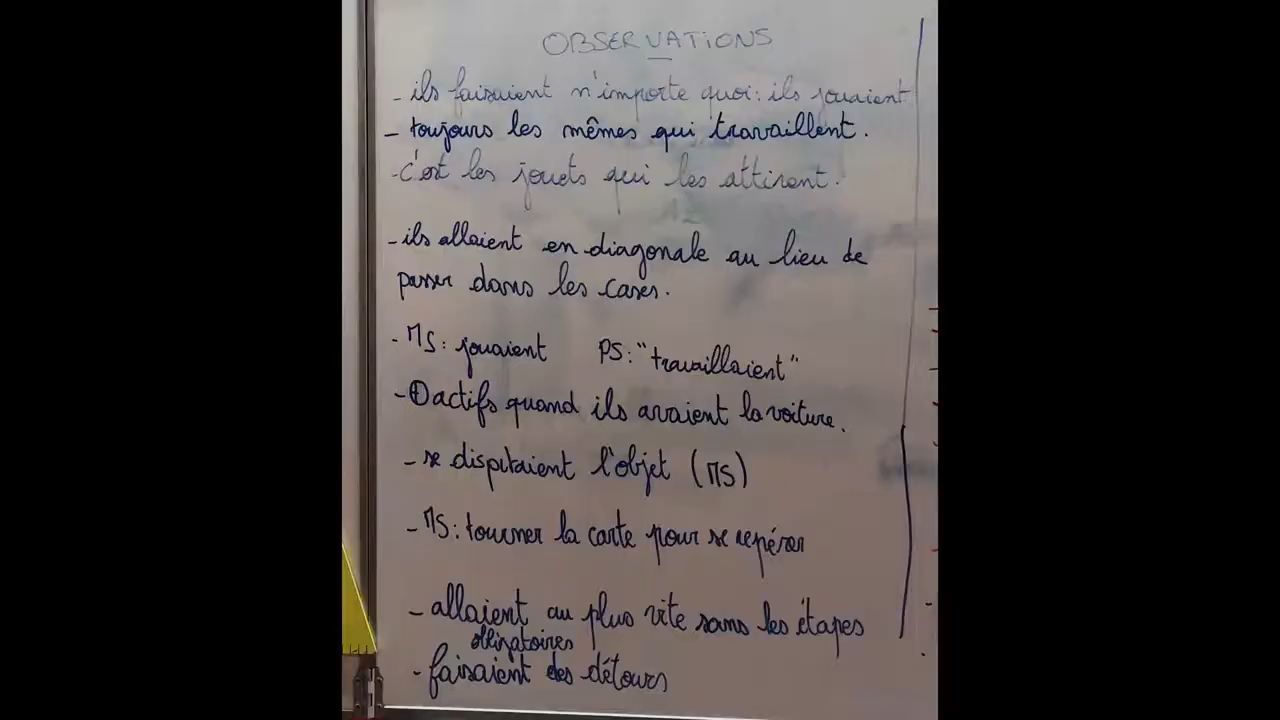 OBSERVATIONS
- ils faisaient n'importe quoi: ils jouaient
- toujours les mêmes qui travaillent.
- c'est les jouets qui les attirent.
- ils allaient en diagonale au lieu de
passer dans les cases.
- MS: jouaient PS: "travaillaient"
- ⊕ actifs quand ils avaient la voiture.
- se disputaient l'objet (MS)
- MS: tourner la carte pour se repérer
- allaient au plus vite sans les étapes
obligatoires
- faisaient des détours